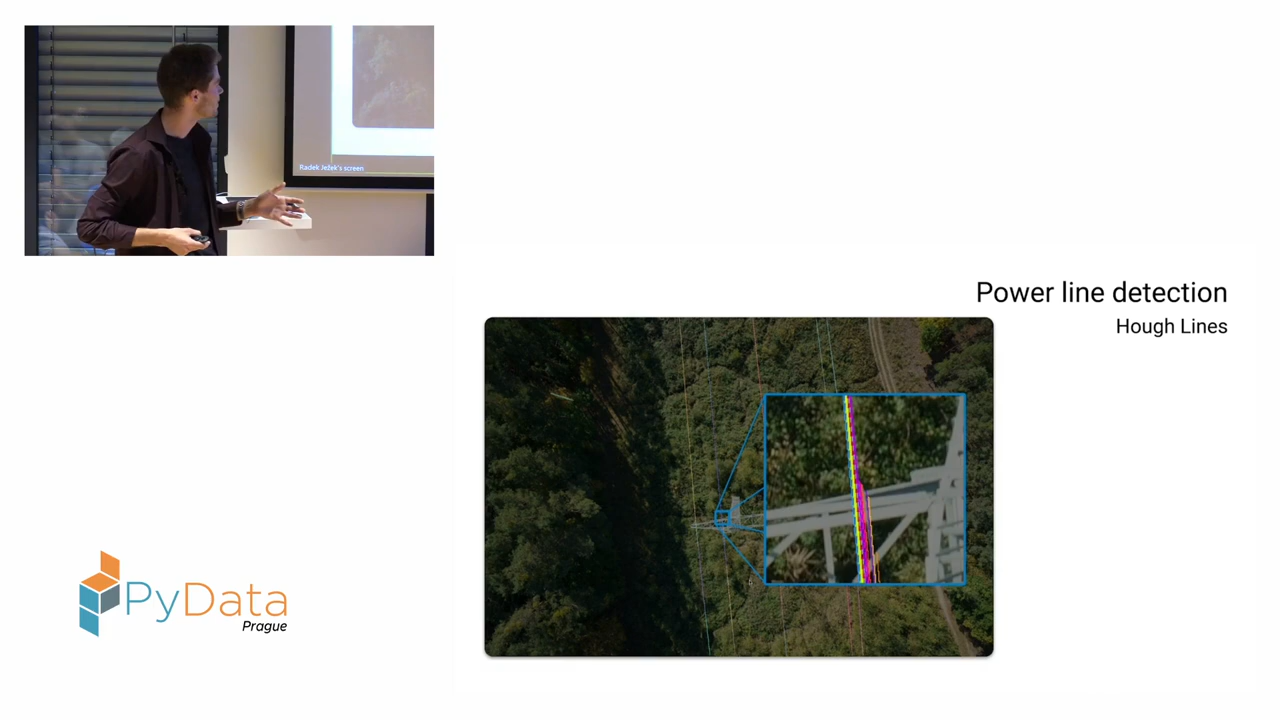 Radek Ježek's screen
Power line detection
Hough Lines
PyData
Prague